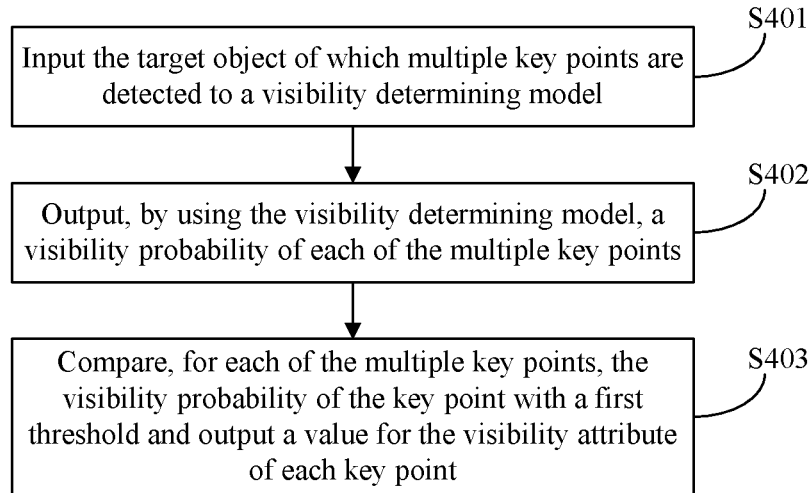 S401
Input the target object of which multiple key points are
detected to a visibility determining model
S402
Output, by using the visibility determining model, a
visibility probability of each of the multiple key points
S403
Compare, for each of the multiple key points, the
visibility probability of the key point with a first
threshold and output a value for the visibility attribute
of each key point